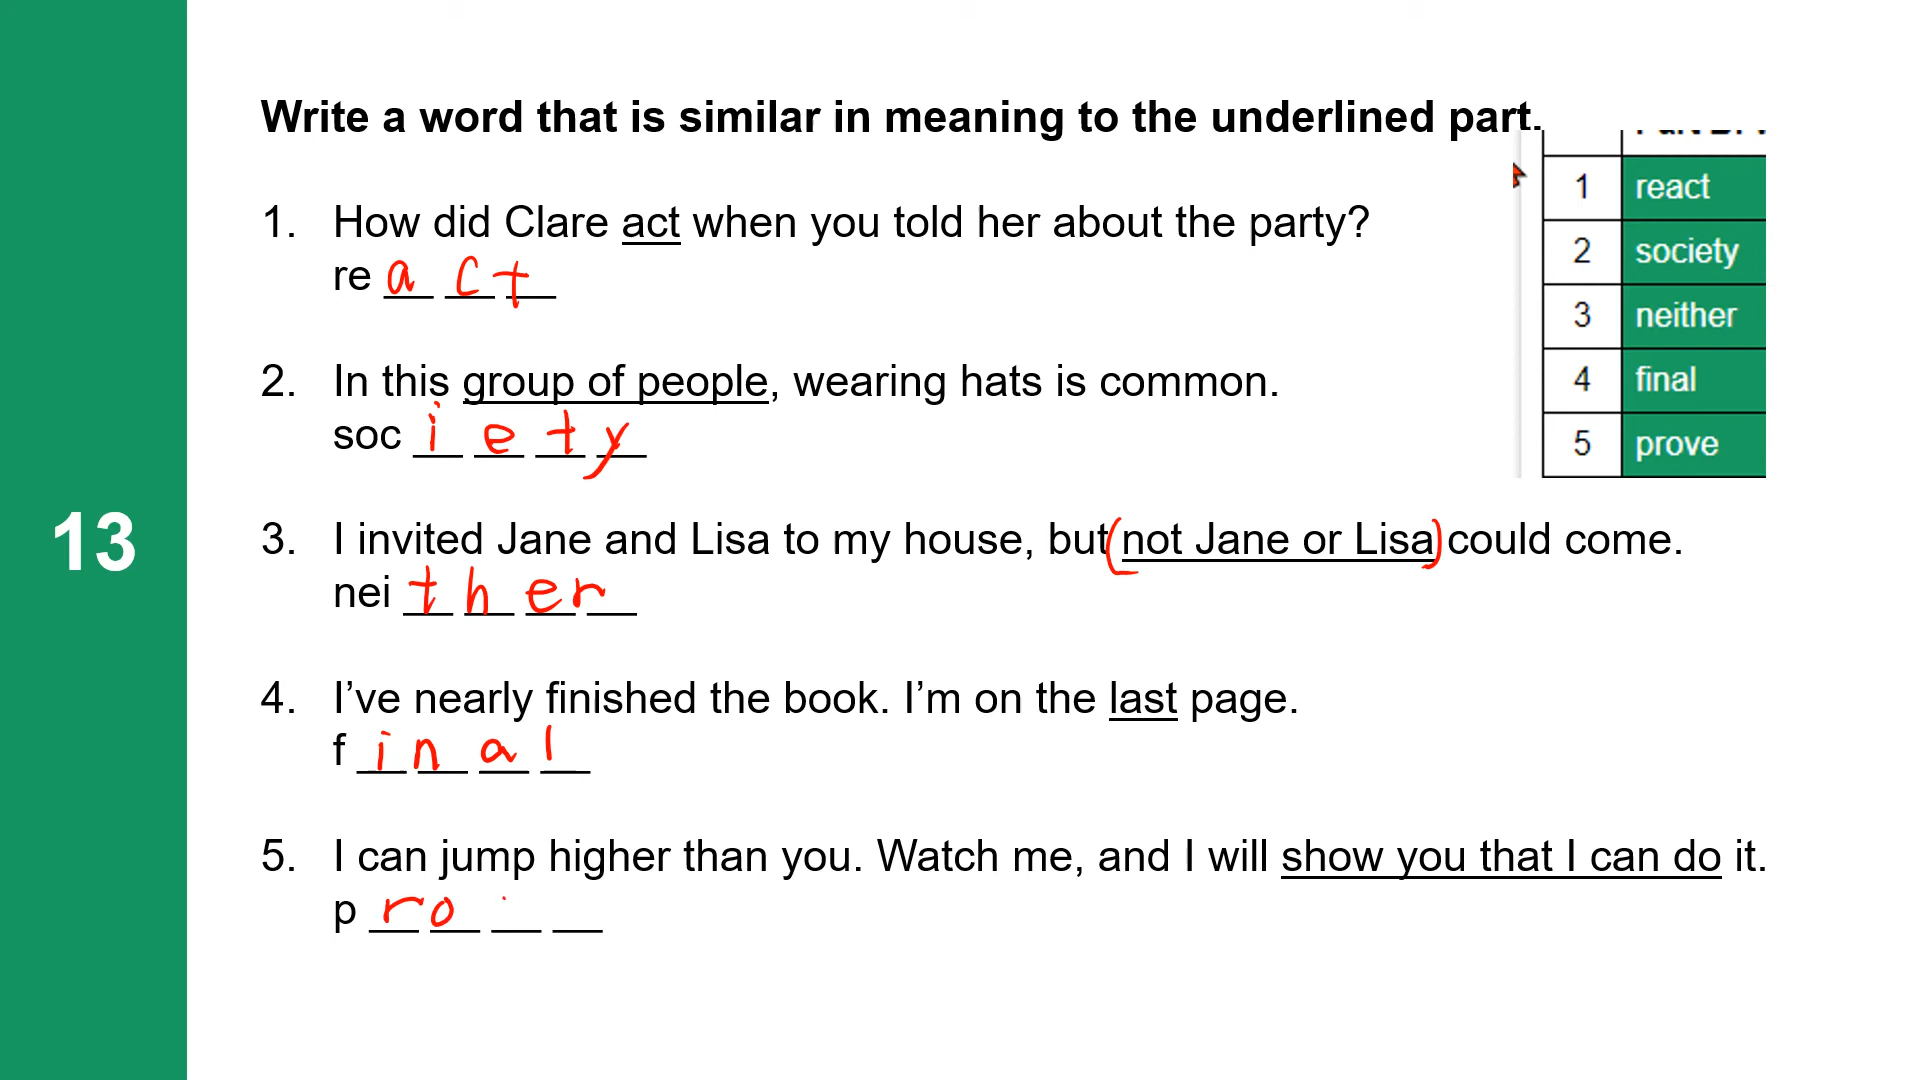 Write a word that is similar in meaning to the underlined part.
1. How did Clare act when you told her about the party?
re a c t
2. In this group of people, wearing hats is common.
soc i e t y
3. I invited Jane and Lisa to my house, but (not Jane or Lisa) could come.
nei t h e r
4. I’ve nearly finished the book. I’m on the last page.
f i n a l
5. I can jump higher than you. Watch me, and I will show you that I can do it.
p r o
1 react
2 society
3 neither
4 final
5 prove
13